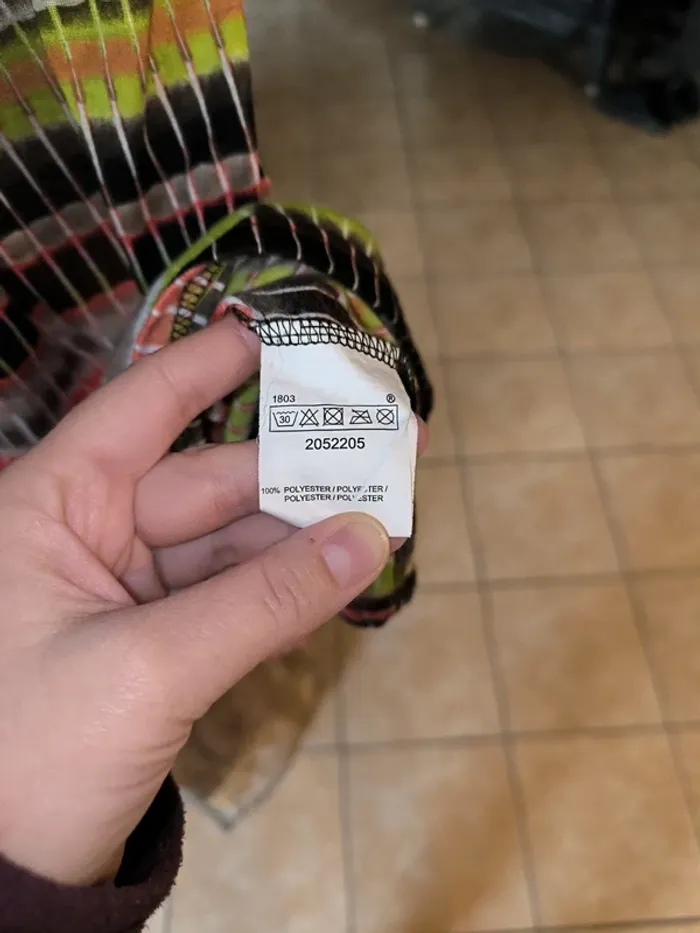 1803 ®
30
2052205
100% POLYESTER / POLYESTER /
POLYESTER / POLYESTER